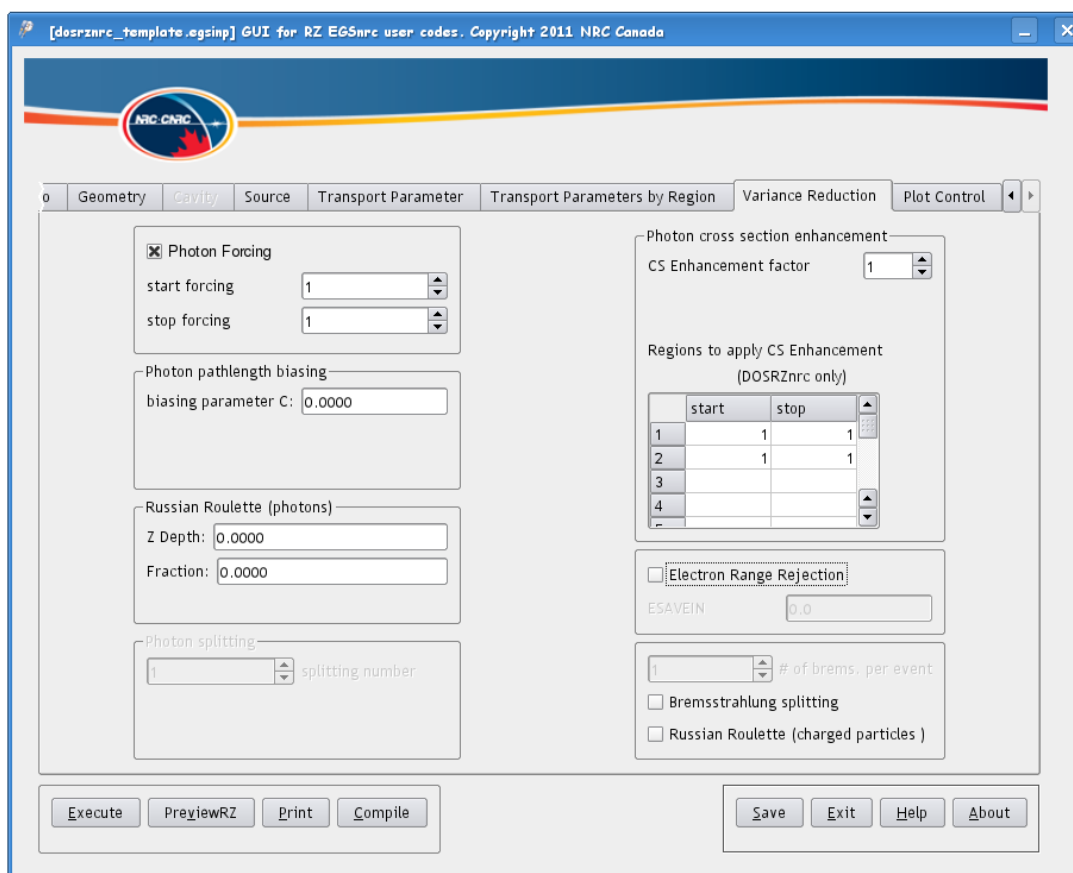 [dosrznrc_template.egsinp] GUI for RZ EGSnrc user codes. Copyright 2011 NRC Canada
NRC·CNRC
o Geometry Cavity Source Transport Parameter Transport Parameters by Region Variance Reduction Plot Control
Photon Forcing
start forcing 1
stop forcing 1
Photon pathlength biasing
biasing parameter C: 0.0000
Russian Roulette (photons)
Z Depth: 0.0000
Fraction: 0.0000
Photon splitting
1 splitting number
Photon cross section enhancement
CS Enhancement factor 1
Regions to apply CS Enhancement
(DOSRZnrc only)
start stop
1 1 1
2 1 1
3
4
5
Electron Range Rejection
ESAVEIN 0.0
1 # of brems. per event
Bremsstrahlung splitting
Russian Roulette (charged particles )
Execute PreviewRZ Print Compile Save Exit Help About